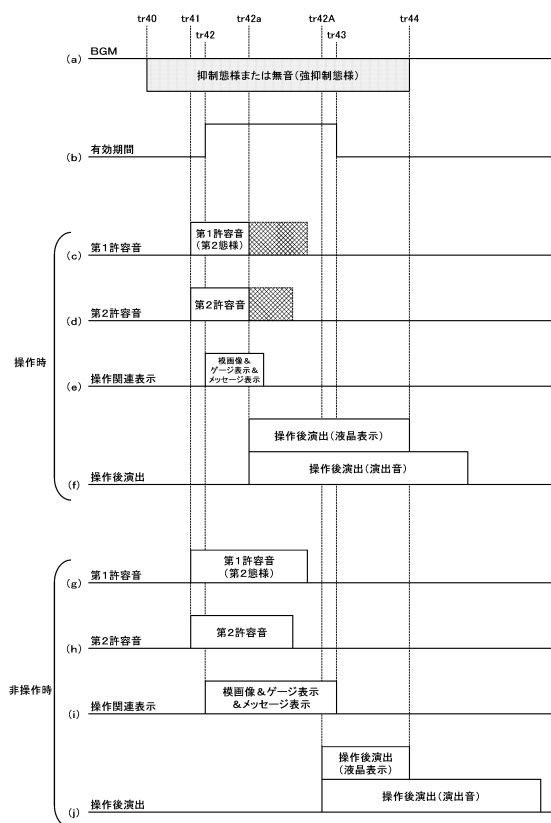 tr40 tr41 tr42a tr42A tr44
tr42 tr43
(a) BGM
抑制態様または無音(強抑制態様)
(b) 有効期間
操作時
(c) 第1許容音
第1許容音
(第2態様)
(d) 第2許容音
第2許容音
(e) 操作関連表示
模画像&
ゲージ表示&
メッセージ表示
(f) 操作後演出
操作後演出(液晶表示)
操作後演出(演出音)
非操作時
(g) 第1許容音
第1許容音
(第2態様)
(h) 第2許容音
第2許容音
(i) 操作関連表示
模画像&ゲージ表示
&メッセージ表示
(j) 操作後演出
操作後演出
(液晶表示)
操作後演出(演出音)